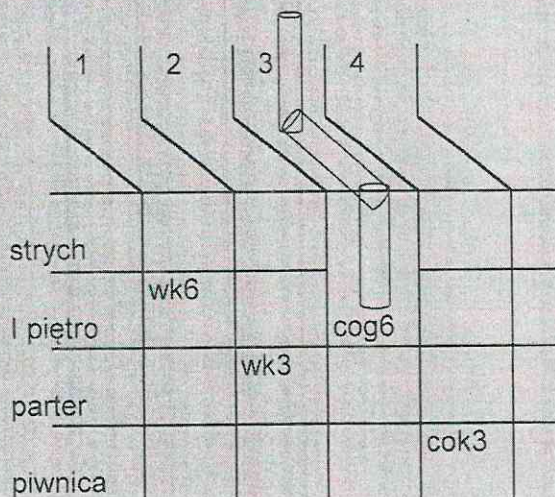 1 2 3 4
strych
wk6
I piętro cog6
wk3
parter
cok3
piwnica